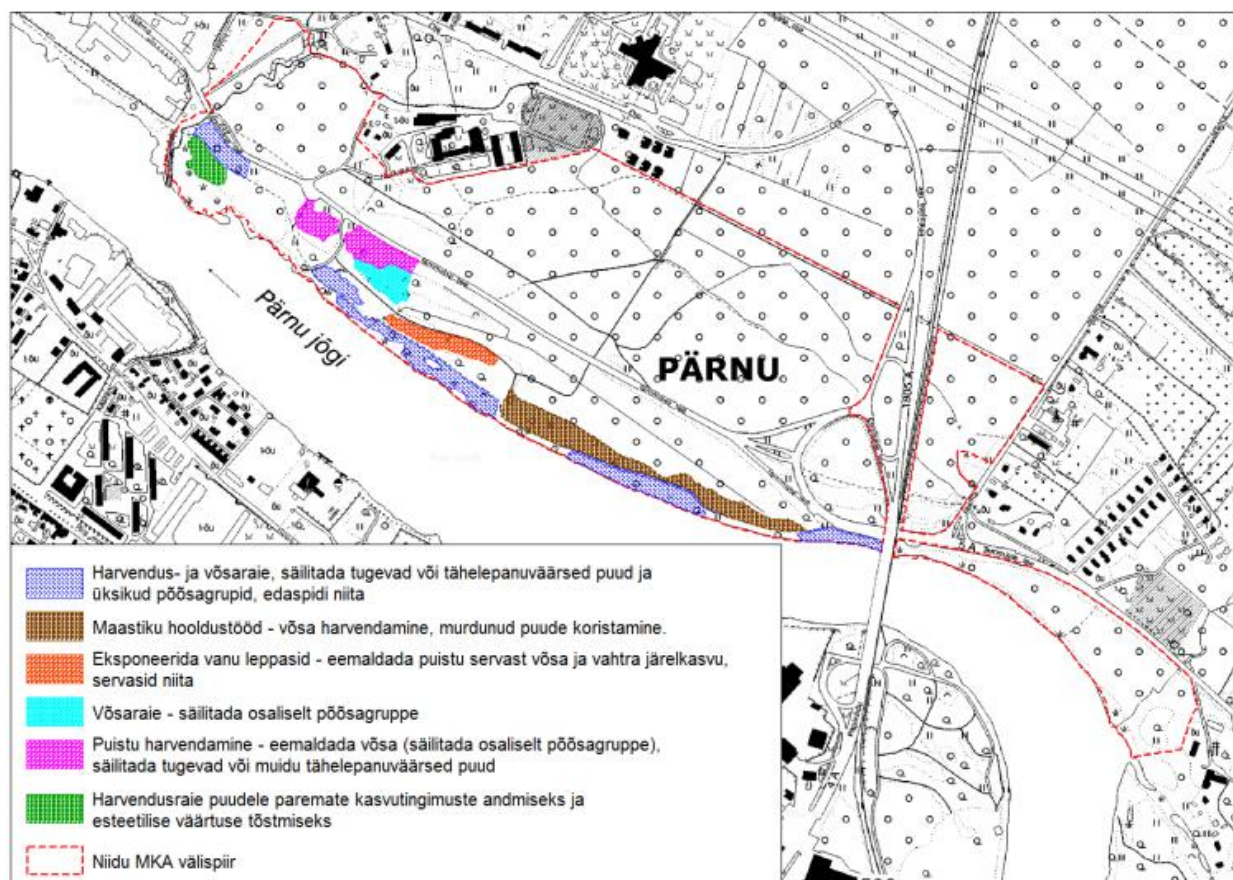 PÄRNU
Pärnu jõgi
Harvendus- ja võsaraie, säilitada tugevad või tähelepanuväärsed puud ja
üksikud põõsagrupid, edaspidi niita
Maastiku hooldustööd - võsa harvendamine, murdunud puude koristamine.
Eksponeerida vanu leppasid - eemaldada puistu servast võsa ja vahtra järelkasvu,
servasid niita
Võsaraie - säilitada osaliselt põõsagruppe
Puistu harvendamine - eemaldada võsa (säilitada osaliselt põõsagruppe),
säilitada tugevad või muidu tähelepanuväärsed puud
Harvendusraie puudele paremate kasvutingimuste andmiseks ja
esteetilise väärtuse tõstmiseks
Niidu MKA välispiir